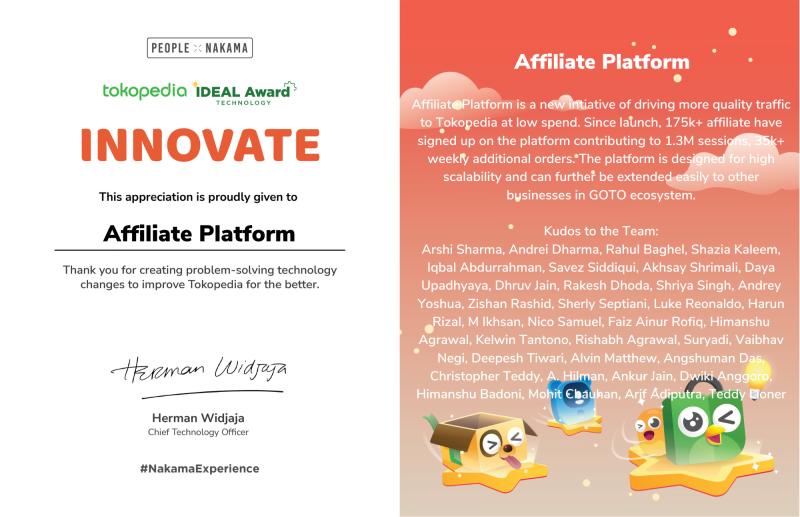 PEOPLE NAKAMA
tokopedia IDEAL Award
TECHNOLOGY
INNOVATE
This appreciation is proudly given to
Affiliate Platform
Thank you for creating problem-solving technology
changes to improve Tokopedia for the better.
Herman Widjaja
Herman Widjaja
Chief Technology Officer
#NakamaExperience
Affiliate Platform
Affiliate Platform is a new intiative of driving more quality traffic
to Tokopedia at low spend. Since launch, 175k+ affiliate have
signed up on the platform contributing to 1.3M sessions, 35k+
weekly additional orders. The platform is designed for high
scalability and can further be extended easily to other
businesses in GOTO ecosystem.
Kudos to the Team:
Arshi Sharma, Andrei Dharma, Rahul Baghel, Shazia Kaleem,
Iqbal Abdurrahman, Savez Siddiqui, Akhsay Shrimali, Daya
Upadhyaya, Dhruv Jain, Rakesh Dhoda, Shriya Singh, Andrey
Yoshua, Zishan Rashid, Sherly Septiani, Luke Reonaldo, Harun
Rizal, M Ikhsan, Nico Samuel, Faiz Ainur Rofiq, Himanshu
Agrawal, Kelwin Tantono, Rishabh Agrawal, Suryadi, Vaibhav
Negi, Deepesh Tiwari, Alvin Matthew, Angshuman Das,
Christopher Teddy, A. Hilman, Ankur Jain, Dwiki Anggoro,
Himanshu Badoni, Mohit Chauhan, Arif Adiputra, Teddy Doner